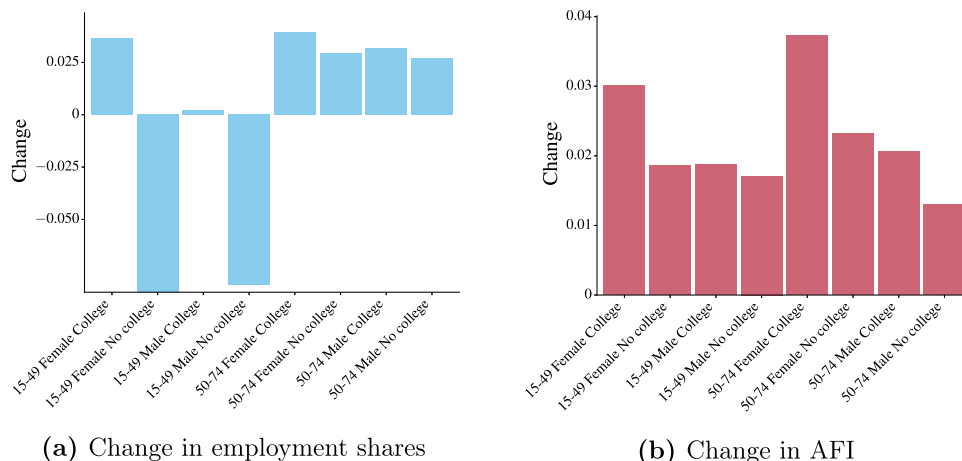 0.025
0
−0.025
−0.050
Change
15-49 Female College
15-49 Female No college
15-49 Male College
15-49 Male No college
50-74 Female College
50-74 Female No college
50-74 Male College
50-74 Male No college
(a) Change in employment shares
0.04
0.03
0.02
0.01
0
Change
15-49 Female College
15-49 Female No college
15-49 Male College
15-49 Male No college
50-74 Female College
50-74 Female No college
50-74 Male College
50-74 Male No college
(b) Change in AFI